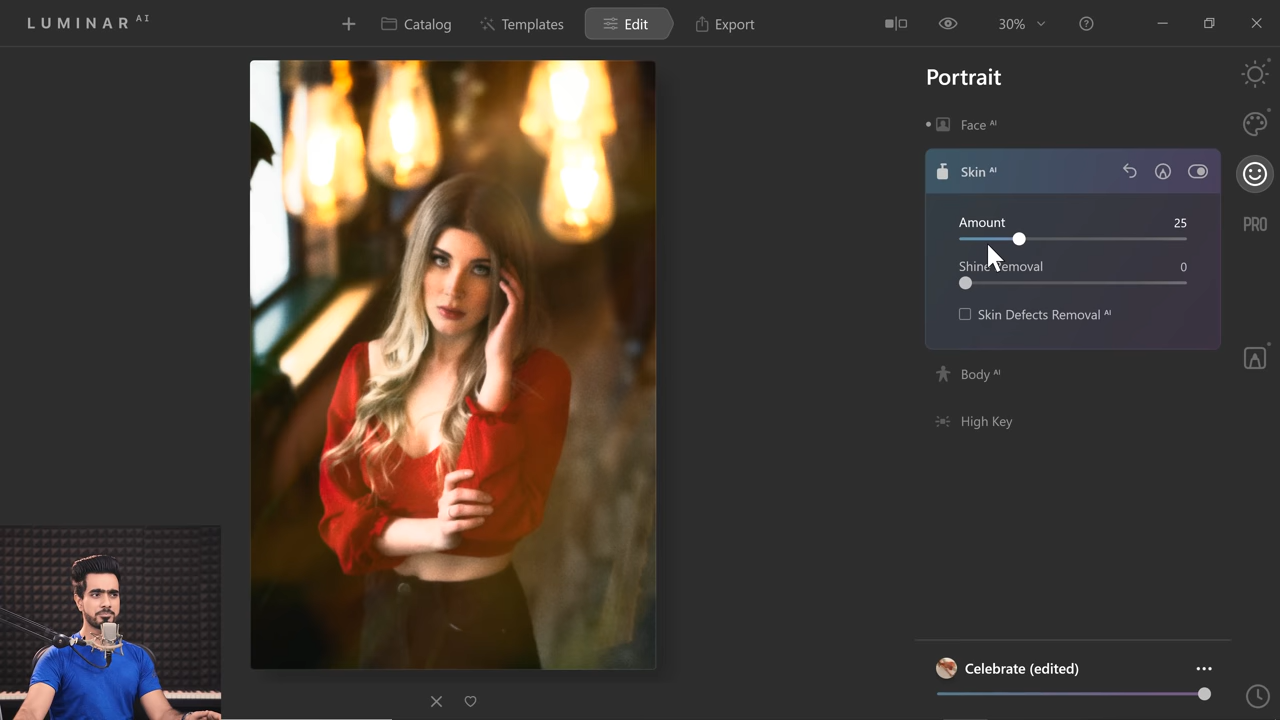 LUMINAR AI
Catalog
Templates
Edit
Export
30%
Portrait
Face AI
Skin AI
Amount 25
Shine Removal 0
Skin Defects Removal AI
Body AI
High Key
PRO
Celebrate (edited)